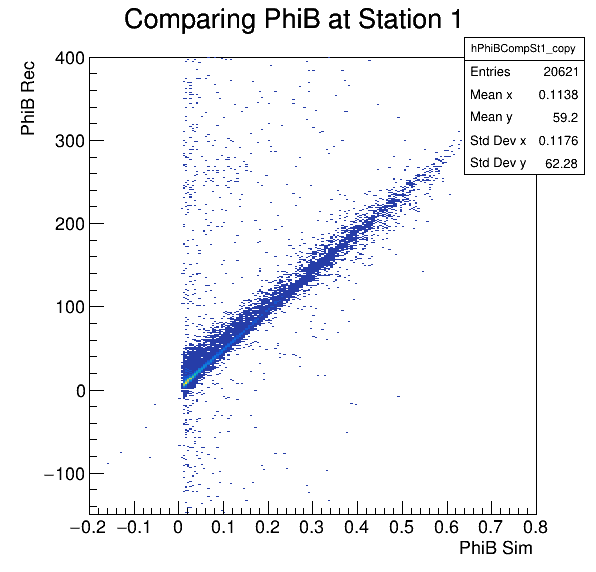 Comparing PhiB at Station 1
hPhiBCompSt1_copy
Entries 20621
Mean x 0.1138
Mean y 59.2
Std Dev x 0.1176
Std Dev y 62.28
PhiB Rec
400
300
200
100
0
−100
−0.2 −0.1 0 0.1 0.2 0.3 0.4 0.5 0.6 0.7 0.8
PhiB Sim